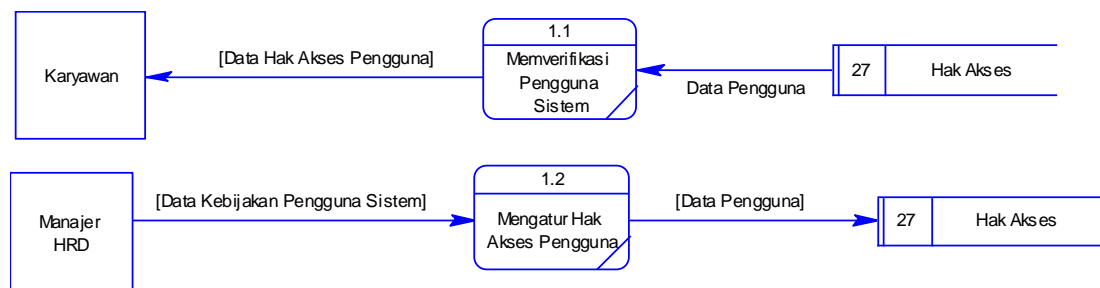 1.1
[Data Hak Akses Pengguna]
Karyawan
Memverifikasi
Pengguna
Sistem
Data Pengguna
27
Hak Akses
1.2
[Data Kebijakan Pengguna Sistem]
[Data Pengguna]
Manajer
HRD
Mengatur Hak
Akses Pengguna
27
Hak Akses